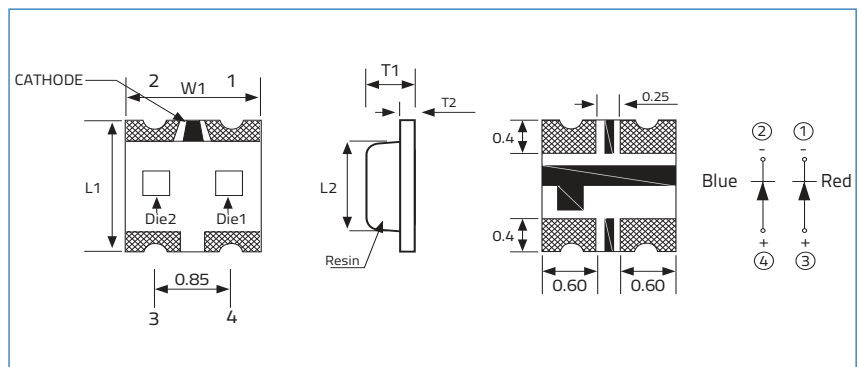 CATHODE
2 W1 1
L1
Die2 Die1
0.85
3 4
T1
T2
L2
Resin
0.25
0.4
0.4
0.60 0.60
② ①
- -
Blue Red
+ +
④ ③